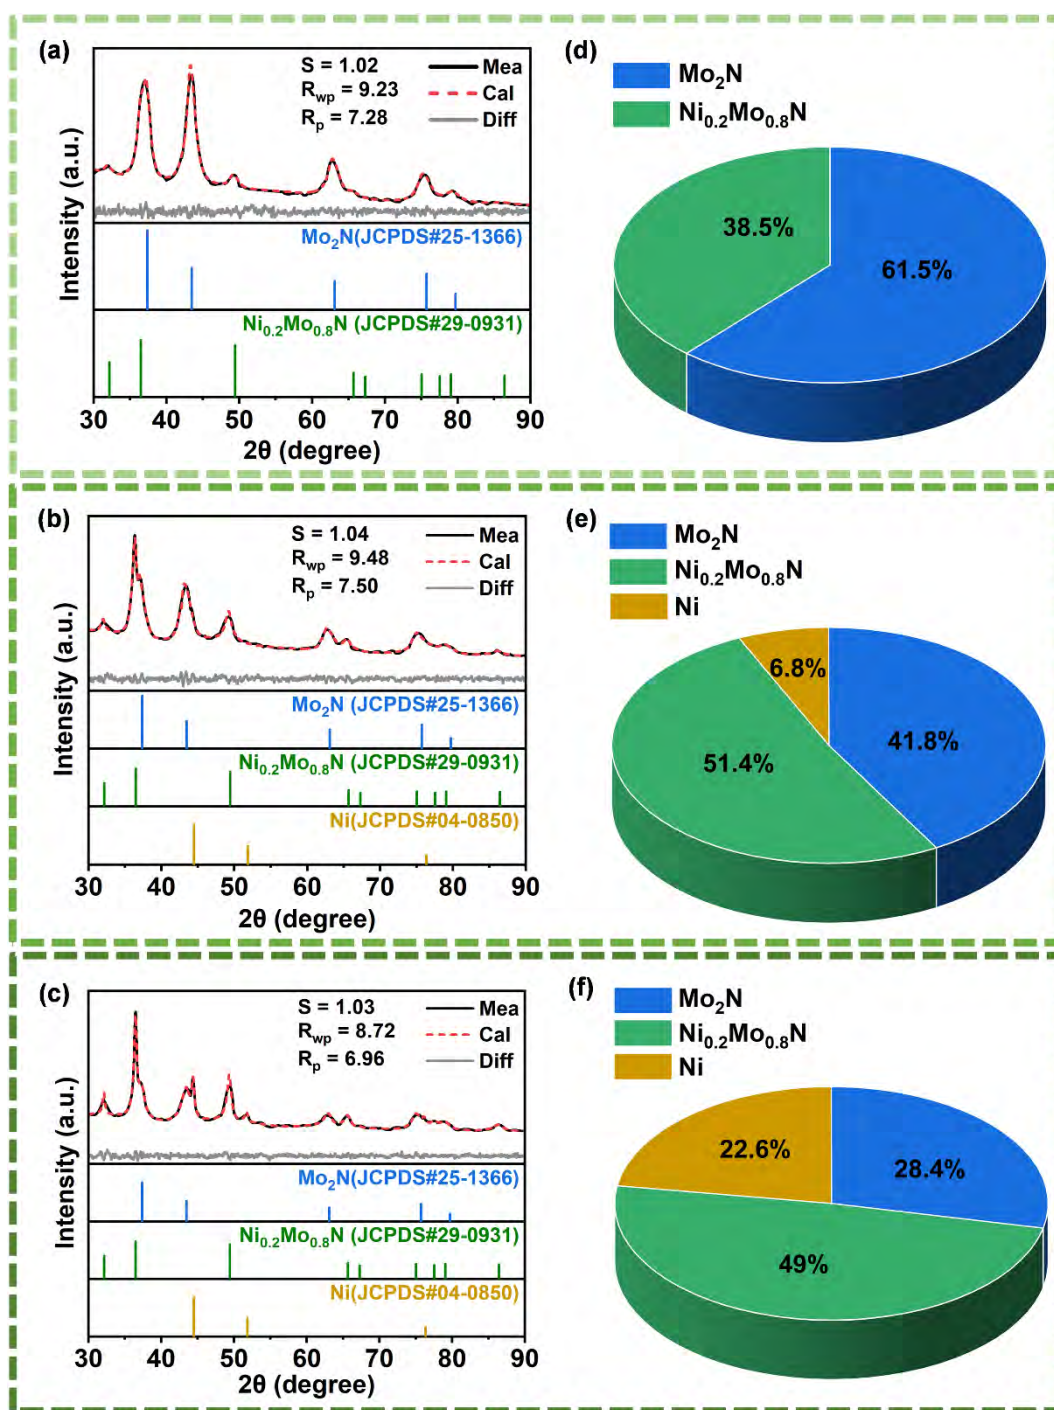 (a)
S = 1.02
Rwp = 9.23
Rp = 7.28
Mea
Cal
Diff
Intensity (a.u.)
Mo2N(JCPDS#25-1366)
Ni0.2Mo0.8N (JCPDS#29-0931)
30 40 50 60 70 80 90
2θ (degree)
(d)
Mo2N
Ni0.2Mo0.8N
38.5%
61.5%
(b)
S = 1.04
Rwp = 9.48
Rp = 7.50
Mea
Cal
Diff
Intensity (a.u.)
Mo2N (JCPDS#25-1366)
Ni0.2Mo0.8N (JCPDS#29-0931)
Ni(JCPDS#04-0850)
30 40 50 60 70 80 90
2θ (degree)
(e)
Mo2N
Ni0.2Mo0.8N
Ni
6.8%
41.8%
51.4%
(c)
S = 1.03
Rwp = 8.72
Rp = 6.96
Mea
Cal
Diff
Intensity (a.u.)
Mo2N(JCPDS#25-1366)
Ni0.2Mo0.8N (JCPDS#29-0931)
Ni(JCPDS#04-0850)
30 40 50 60 70 80 90
2θ (degree)
(f)
Mo2N
Ni0.2Mo0.8N
Ni
22.6%
28.4%
49%